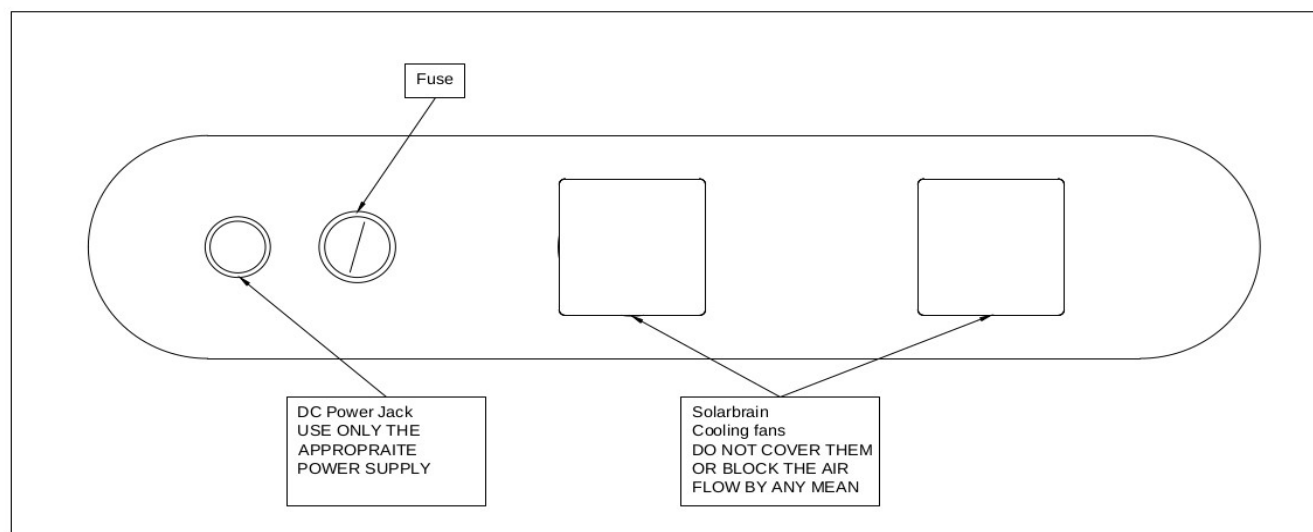 Fuse
DC Power Jack
USE ONLY THE
APPROPRAITE
POWER SUPPLY
Solarbrain
Cooling fans
DO NOT COVER THEM
OR BLOCK THE AIR
FLOW BY ANY MEAN